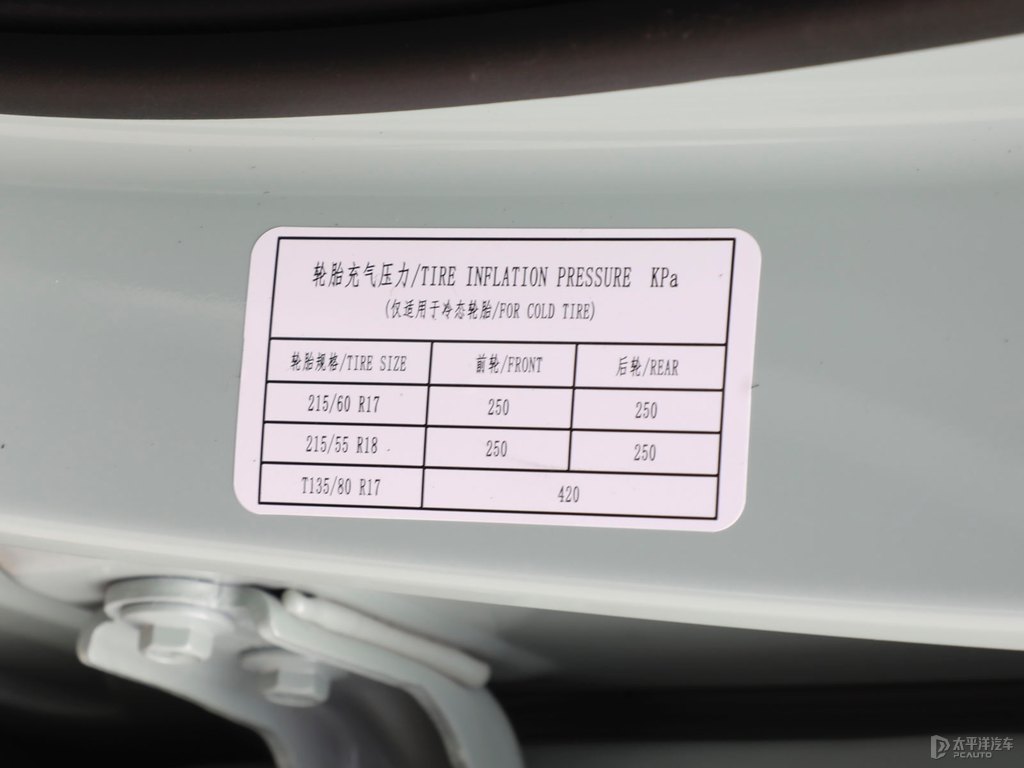 轮胎充气压力/TIRE INFLATION PRESSURE KPa
(仅适用于冷态轮胎/FOR COLD TIRE)
轮胎规格/TIRE SIZE 前轮/FRONT 后轮/REAR
215/60 R17 250 250
215/55 R18 250 250
T135/80 R17 420
太平洋汽车
PCAUTO